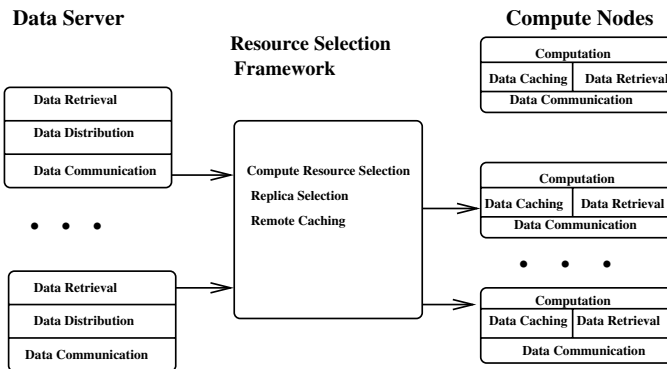 Data Server
Data Retrieval
Data Distribution
Data Communication
Data Retrieval
Data Distribution
Data Communication
Resource Selection
Framework
Compute Resource Selection
Replica Selection
Remote Caching
Compute Nodes
Computation
Data Caching Data Retrieval
Data Communication
Computation
Data Caching Data Retrieval
Data Communication
Computation
Data Caching Data Retrieval
Data Communication